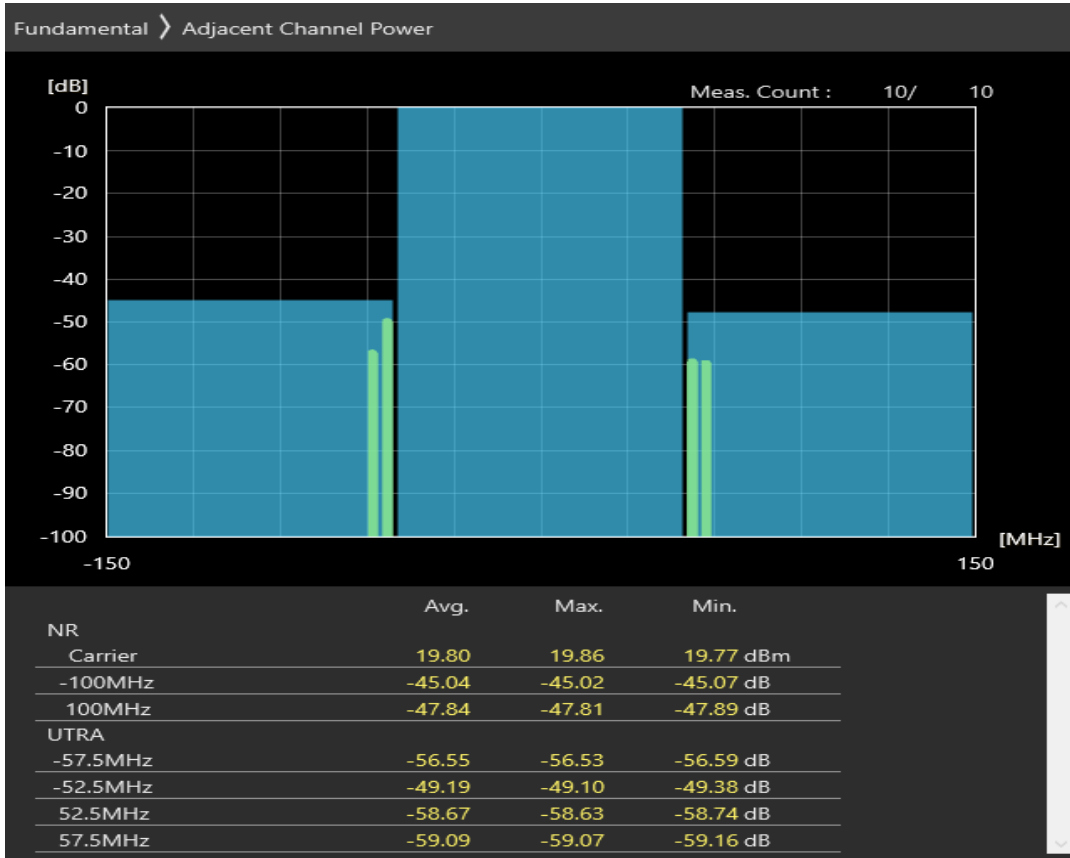 Fundamental ❯ Adjacent Channel Power
[dB]
Meas. Count : 10/ 10
0
-10
-20
-30
-40
-50
-60
-70
-80
-90
-100
[MHz]
-150 150
Avg. Max. Min.
NR
Carrier 19.80 19.86 19.77 dBm
-100MHz -45.04 -45.02 -45.07 dB
100MHz -47.84 -47.81 -47.89 dB
UTRA
-57.5MHz -56.55 -56.53 -56.59 dB
-52.5MHz -49.19 -49.10 -49.38 dB
52.5MHz -58.67 -58.63 -58.74 dB
57.5MHz -59.09 -59.07 -59.16 dB